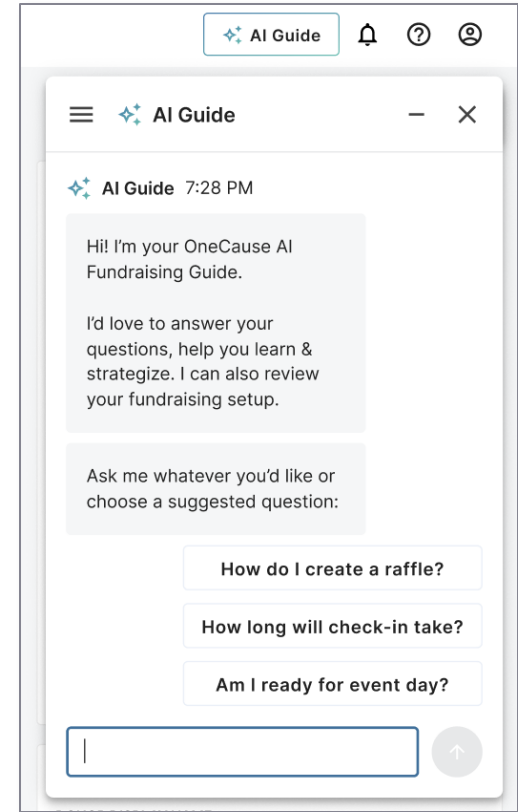 AI Guide
AI Guide
AI Guide 7:28 PM
Hi! I’m your OneCause AI
Fundraising Guide.
I’d love to answer your
questions, help you learn &
strategize. I can also review
your fundraising setup.
Ask me whatever you’d like or
choose a suggested question:
How do I create a raffle?
How long will check-in take?
Am I ready for event day?